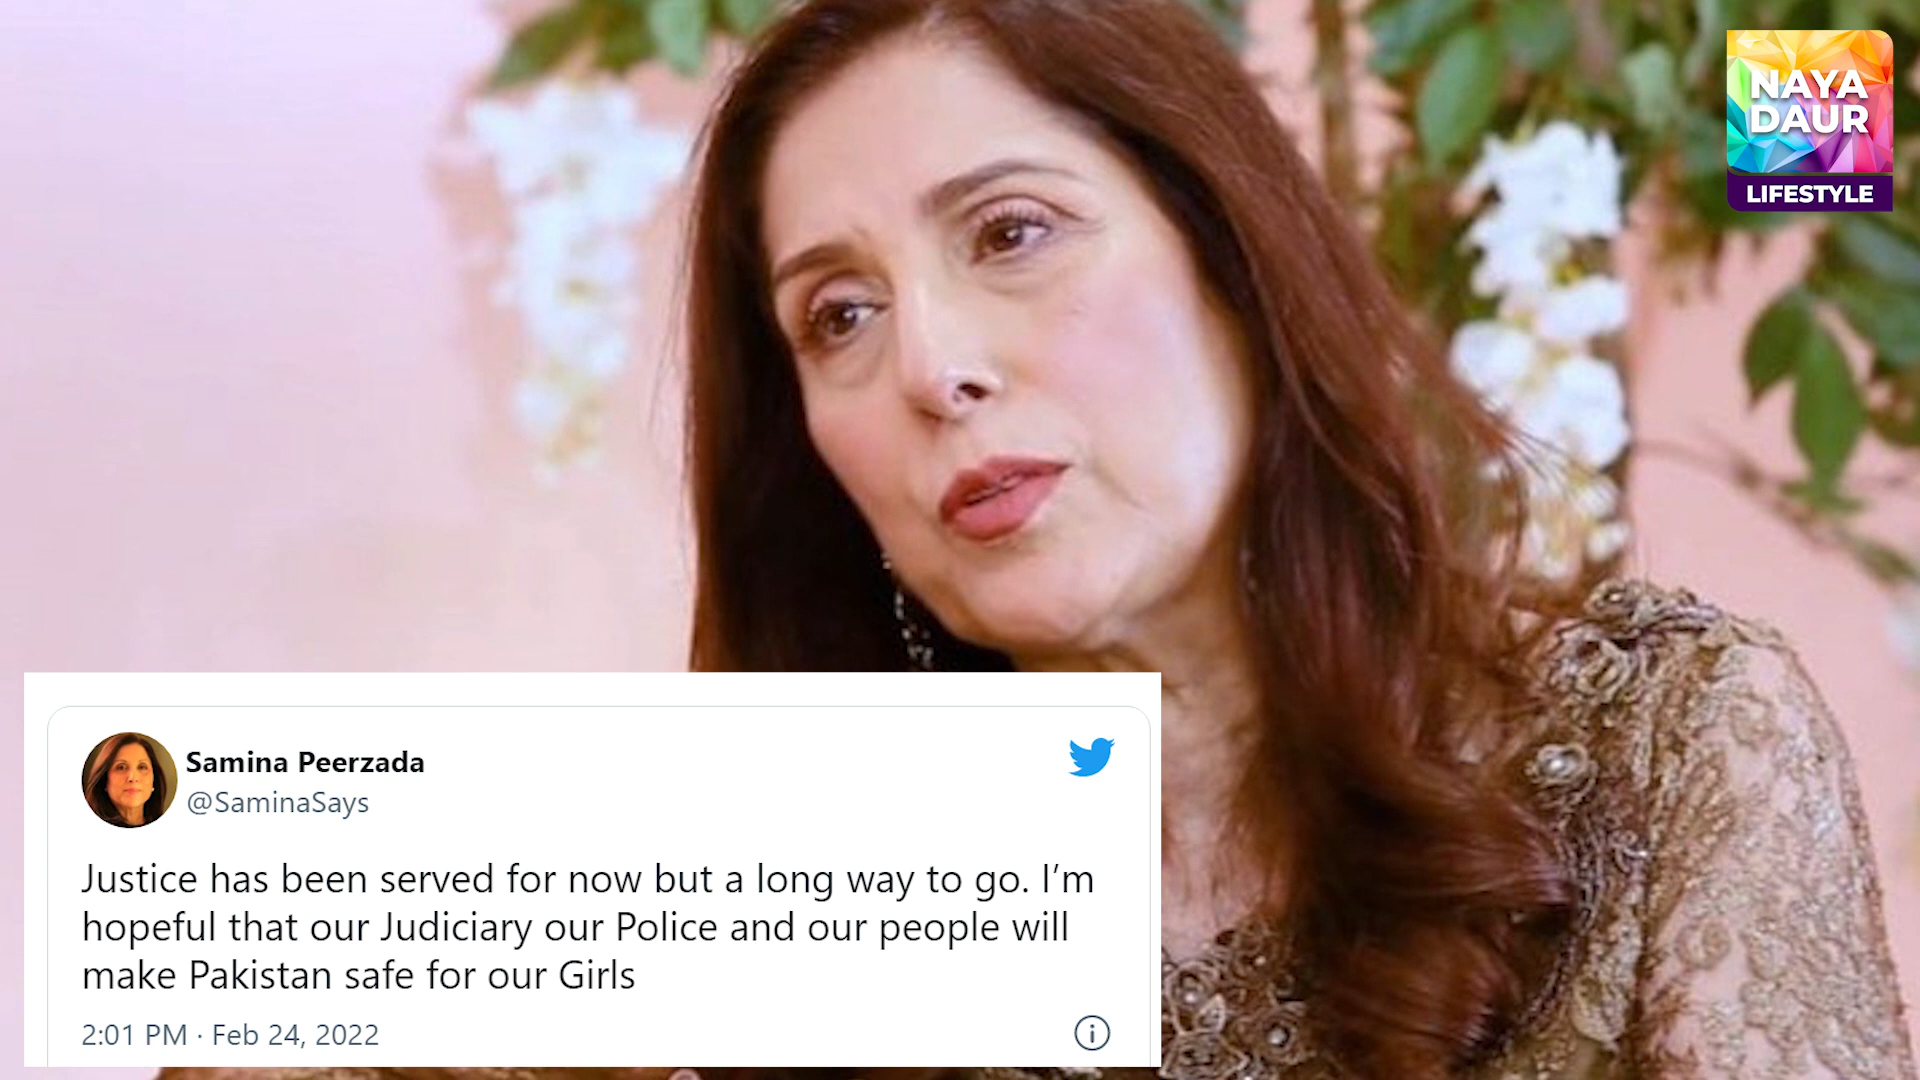 NAYA
DAUR
LIFESTYLE
Samina Peerzada
@SaminaSays
Justice has been served for now but a long way to go. I’m
hopeful that our Judiciary our Police and our people will
make Pakistan safe for our Girls
2:01 PM · Feb 24, 2022